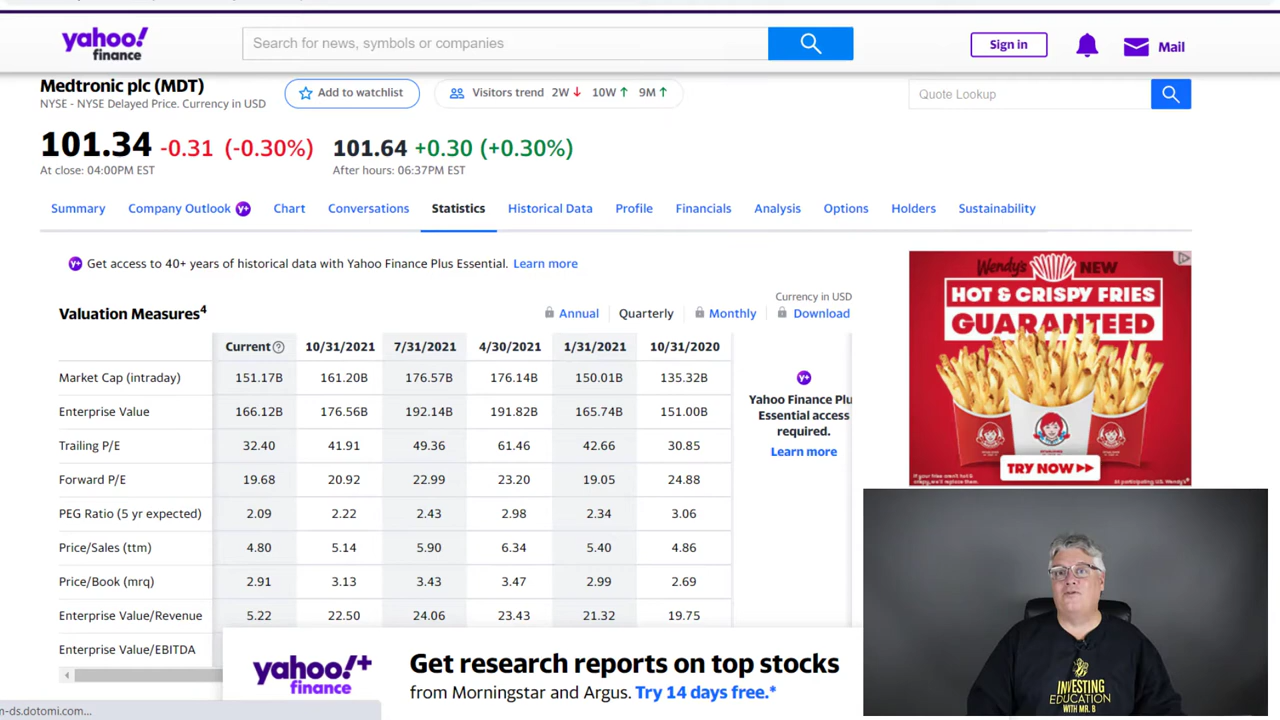 yahoo!
finance
Search for news, symbols or companies
Sign in
Mail
Medtronic plc (MDT)
NYSE - NYSE Delayed Price. Currency in USD
Add to watchlist
Visitors trend 2W ↓ 10W ↑ 9M ↑
Quote Lookup
101.34 -0.31 (-0.30%)
At close: 04:00PM EST
101.64 +0.30 (+0.30%)
After hours: 06:37PM EST
Summary Company Outlook y+ Chart Conversations Statistics Historical Data Profile Financials Analysis Options Holders Sustainability
y+ Get access to 40+ years of historical data with Yahoo Finance Plus Essential. Learn more
Currency in USD
Valuation Measures4 Annual Quarterly Monthly Download
Current 10/31/2021 7/31/2021 4/30/2021 1/31/2021 10/31/2020
Market Cap (intraday) 151.17B 161.20B 176.57B 176.14B 150.01B 135.32B
Enterprise Value 166.12B 176.56B 192.14B 191.82B 165.74B 151.00B
Trailing P/E 32.40 41.91 49.36 61.46 42.66 30.85
Forward P/E 19.68 20.92 22.99 23.20 19.05 24.88
PEG Ratio (5 yr expected) 2.09 2.22 2.43 2.98 2.34 3.06
Price/Sales (ttm) 4.80 5.14 5.90 6.34 5.40 4.86
Price/Book (mrq) 2.91 3.13 3.43 3.47 2.99 2.69
Enterprise Value/Revenue 5.22 22.50 24.06 23.43 21.32 19.75
Enterprise Value/EBITDA
y+
Yahoo Finance Plu
Essential access
required.
Learn more
Wendy's NEW
HOT & CRISPY FRIES
GUARANTEED
TRY NOW
yahoo!+
finance
Get research reports on top stocks
from Morningstar and Argus. Try 14 days free.*
m-ds.dotomi.com...
INVESTING
EDUCATION
WITH MR. B